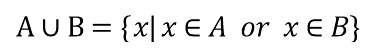 A ∪ B = {x| x ∈ A or x ∈ B}